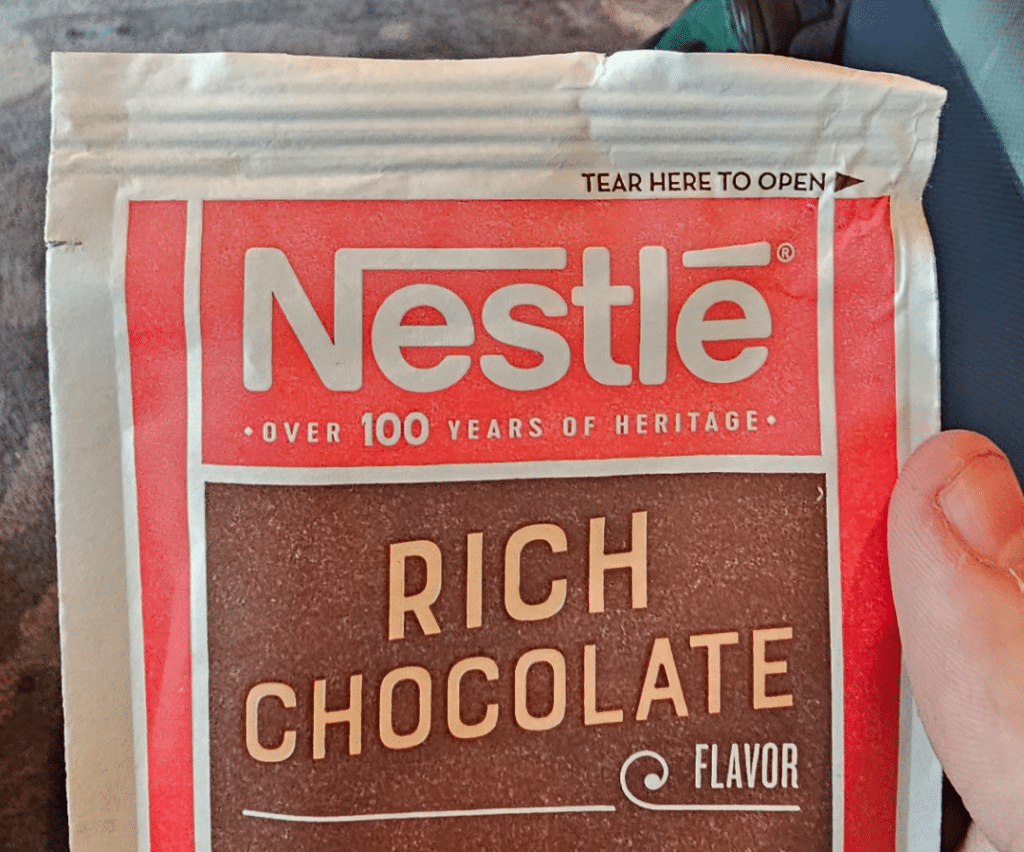 TEAR HERE TO OPEN
Nestlé®
• OVER 100 YEARS OF HERITAGE •
RICH
CHOCOLATE
FLAVOR